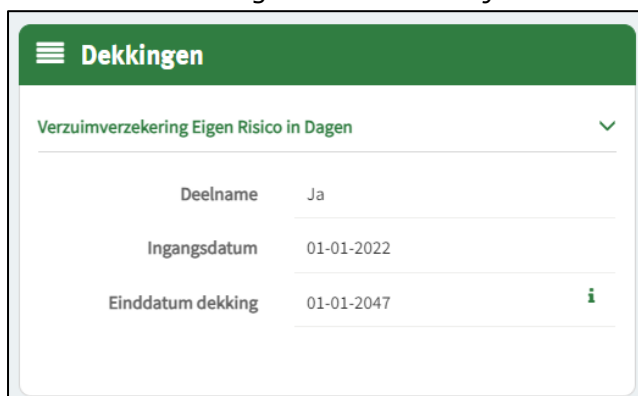 Dekkingen
Verzuimverzekering Eigen Risico in Dagen
Deelname Ja
Ingangsdatum 01-01-2022
Einddatum dekking 01-01-2047 i